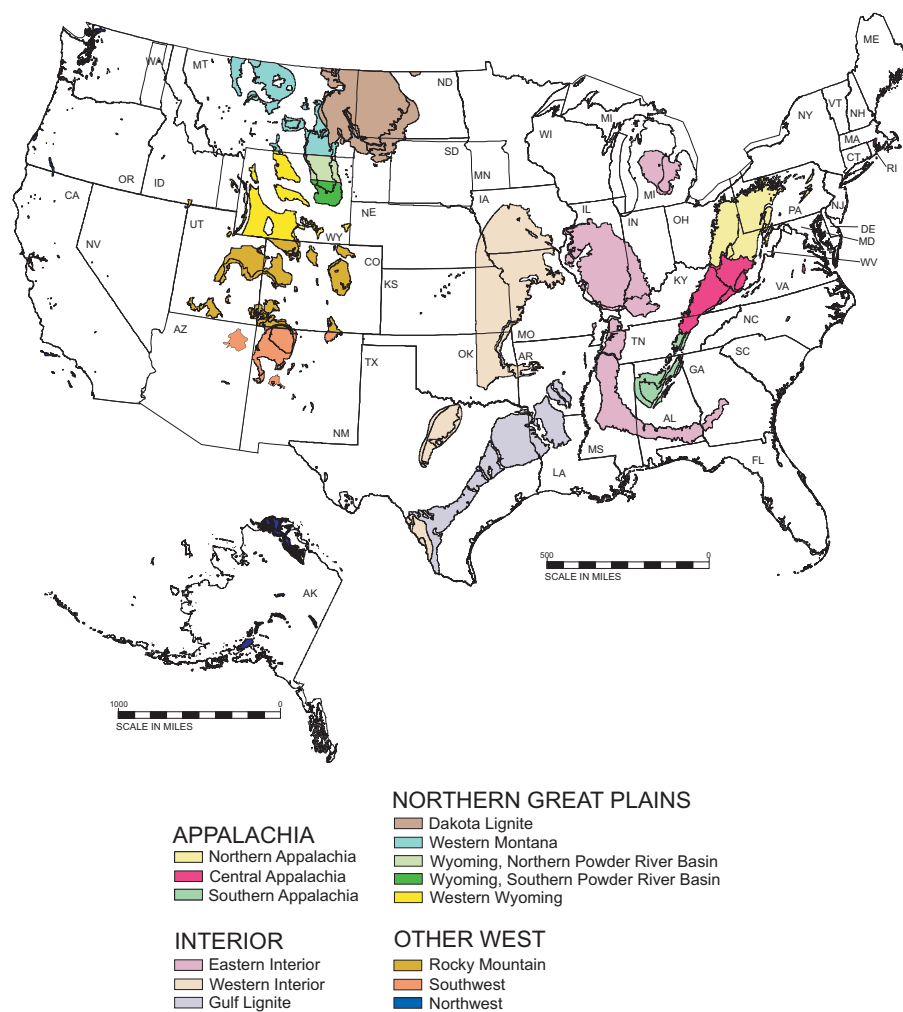 ME
WA
MT
ND
VT
NH
NY
MI
WI
MA
SD
CT
RI
MN
OR
ID
CA
IA
MI
PA
NJ
NE
IL
IN
OH
UT
DE
NV
WY
MD
CO
WV
KS
KY
VA
AZ
MO
NC
OK
AR
TN
SC
TX
GA
NM
AL
MS
FL
LA
500
0
SCALE IN MILES
AK
1000
0
SCALE IN MILES
NORTHERN GREAT PLAINS
Dakota Lignite
Western Montana
Wyoming, Northern Powder River Basin
Wyoming, Southern Powder River Basin
Western Wyoming
APPALACHIA
Northern Appalachia
Central Appalachia
Southern Appalachia
INTERIOR
Eastern Interior
Western Interior
Gulf Lignite
OTHER WEST
Rocky Mountain
Southwest
Northwest